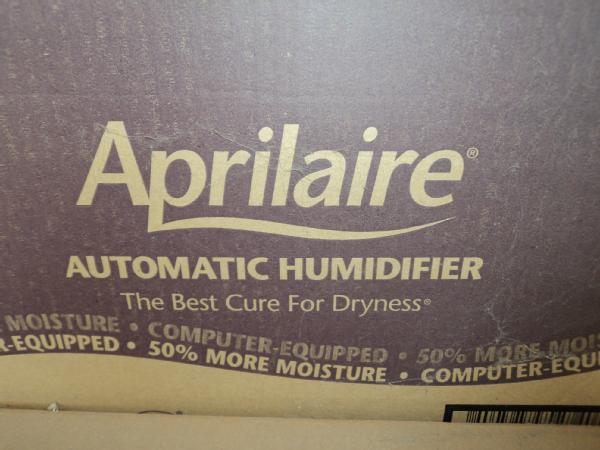 Aprilaire®
AUTOMATIC HUMIDIFIER
The Best Cure For Dryness®
MOISTURE • COMPUTER-EQUIPPED • 50% MORE
-EQUIPPED • 50% MORE MOISTURE • COMPUTER-EQU